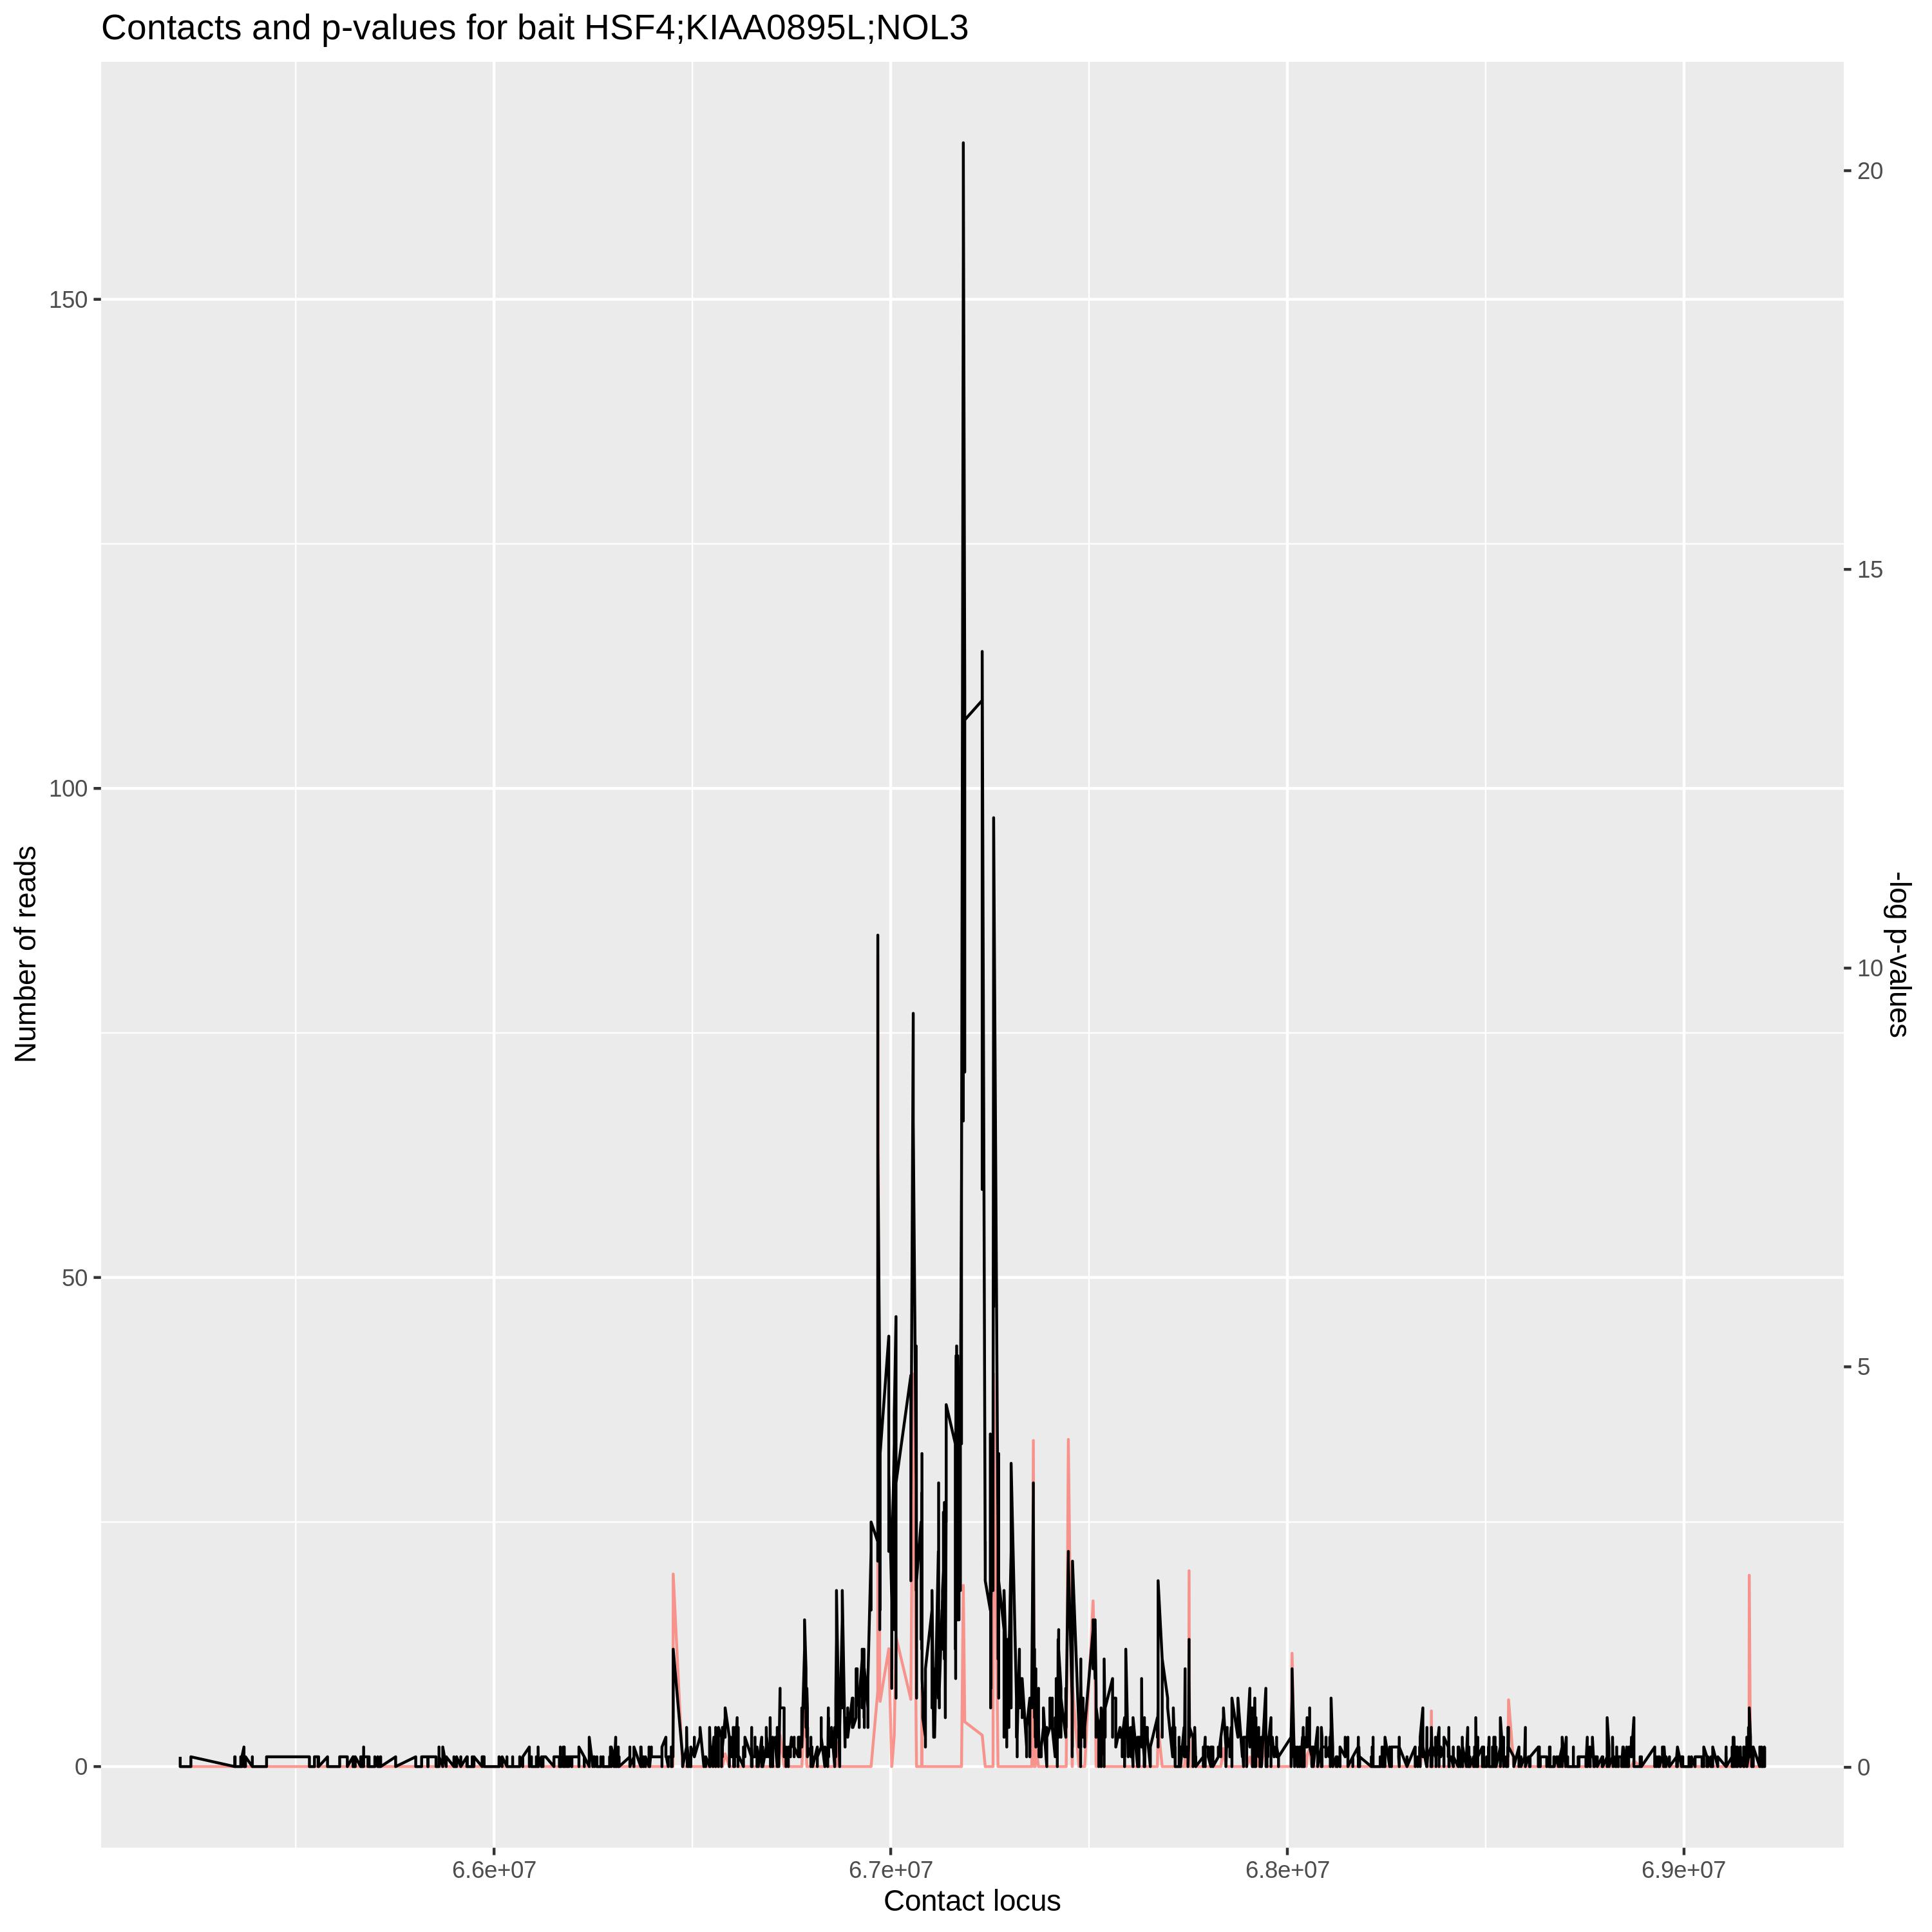 Contacts and p-values for bait HSF4;KIAA0895L;NOL3
150
100
50
0
Number of reads
20
15
10
5
0
-log p-values
6.6e+07
6.7e+07
6.8e+07
6.9e+07
Contact locus